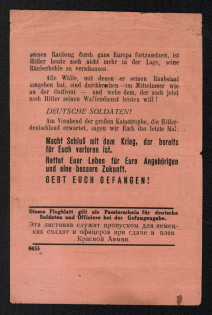 seinen Raubzug durch ganz Europa fortzusetzen, ist
Hitler heute auch nicht mehr in der Lage, seine
Räuberhöhle zu verschanzen.
Alle Wälle, mit denen er seinen Raubstaat
umgeben hat, sind durchbrochen — im Mittelmeer wie
an der Ostfront — und wehe dem, der auch jetzt
noch Hitler seinen Waffendienst leisten will!
DEUTSCHE SOLDATEN!
Am Vorabend der großen Katastrophe, die Hitler-
deutschland erwartet, sagen wir Euch das letzte Mal:
Macht Schluß mit dem Krieg, der bereits
für Euch verloren ist.
Rettet Euer Leben für Eure Angehörigen
und eine bessere Zukunft.
GEBT EUCH GEFANGEN!
Dieses Flugblatt gilt als Passierschein für deutsche
Soldaten und Offiziere bei der Gefangengabe.
Эта листовка служит пропуском для немец-
ких солдат и офицеров при сдаче в плен
Красной Армии.